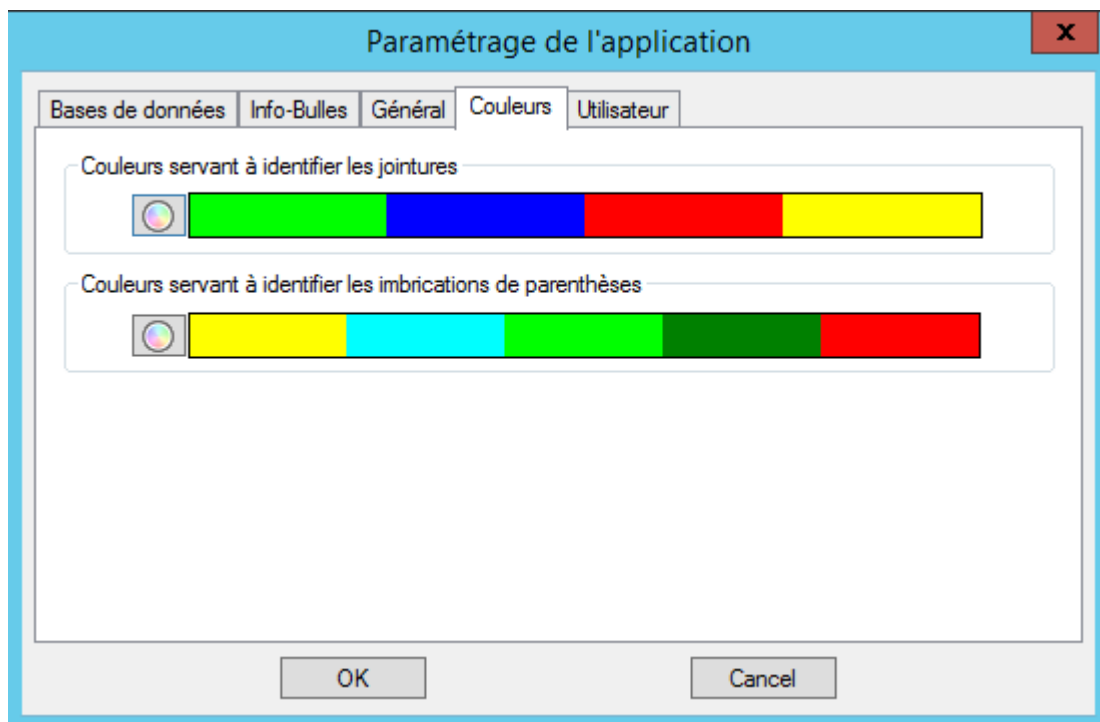 Paramétrage de l'application
x
Bases de données Info-Bulles Général Couleurs Utilisateur
Couleurs servant à identifier les jointures
Couleurs servant à identifier les imbrications de parenthèses
OK Cancel